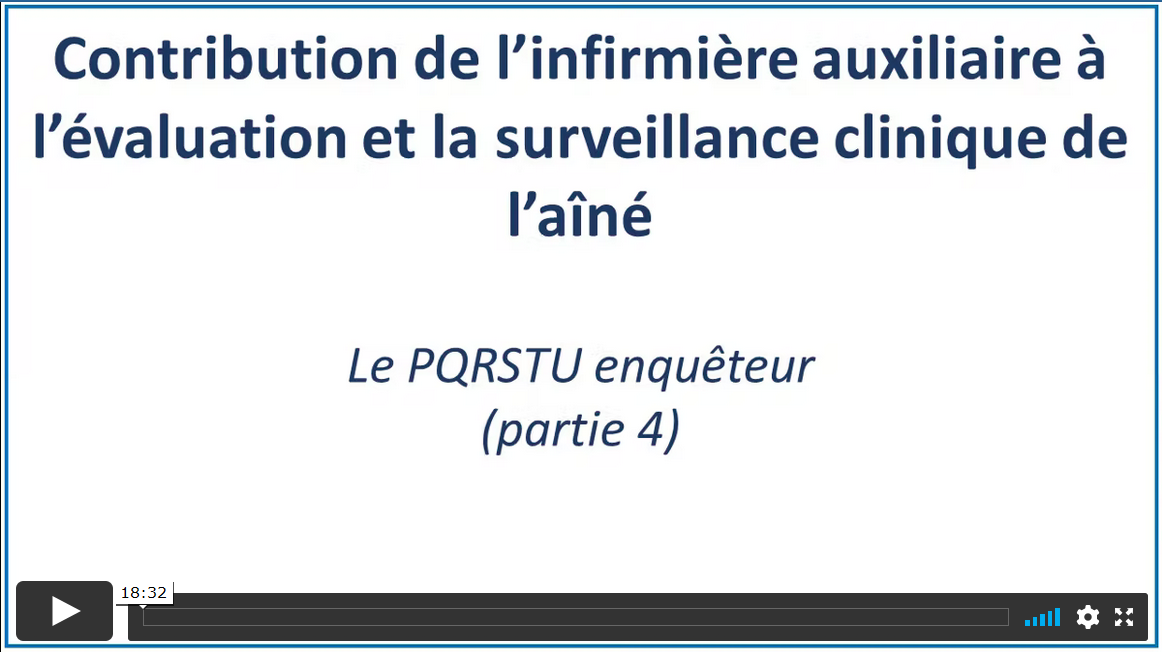 Contribution de l’infirmière auxiliaire à
l’évaluation et la surveillance clinique de
l’aîné
Le PQRSTU enquêteur
(partie 4)
18:32